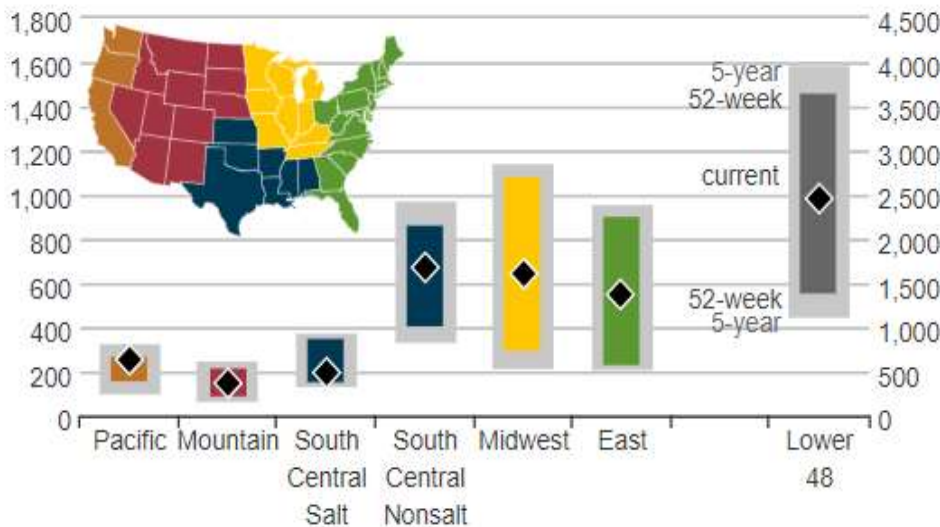 1,800
1,600
1,400
1,200
1,000
800
600
400
200
0
4,500
4,000
3,500
3,000
2,500
2,000
1,500
1,000
500
0
5-year
52-week
current
52-week
5-year
Pacific
Mountain
South
Central
Salt
South
Central
Nonsalt
Midwest
East
Lower
48